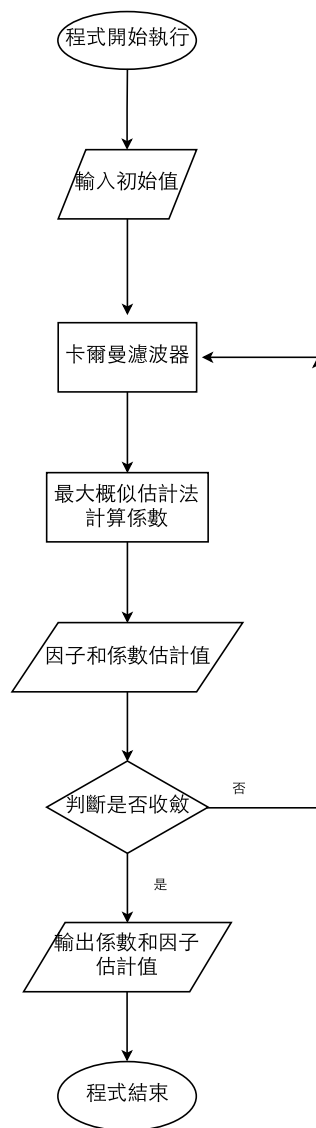 程式開始執行
輸入初始值
卡爾曼濾波器
最大概似估計法
計算係數
因子和係數估計值
判斷是否收斂
否
是
輸出係數和因子
估計值
程式結束